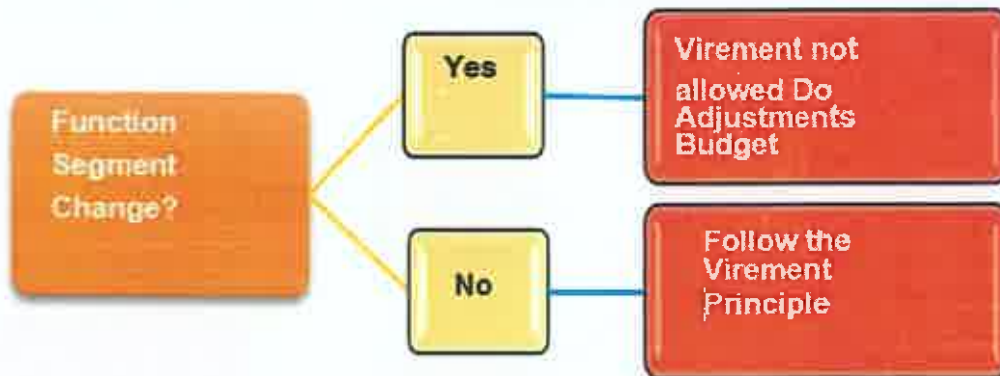 Function
Segment
Change?
Yes
Virement not
allowed Do
Adjustments
Budget
No
Follow the
Virement
Principle